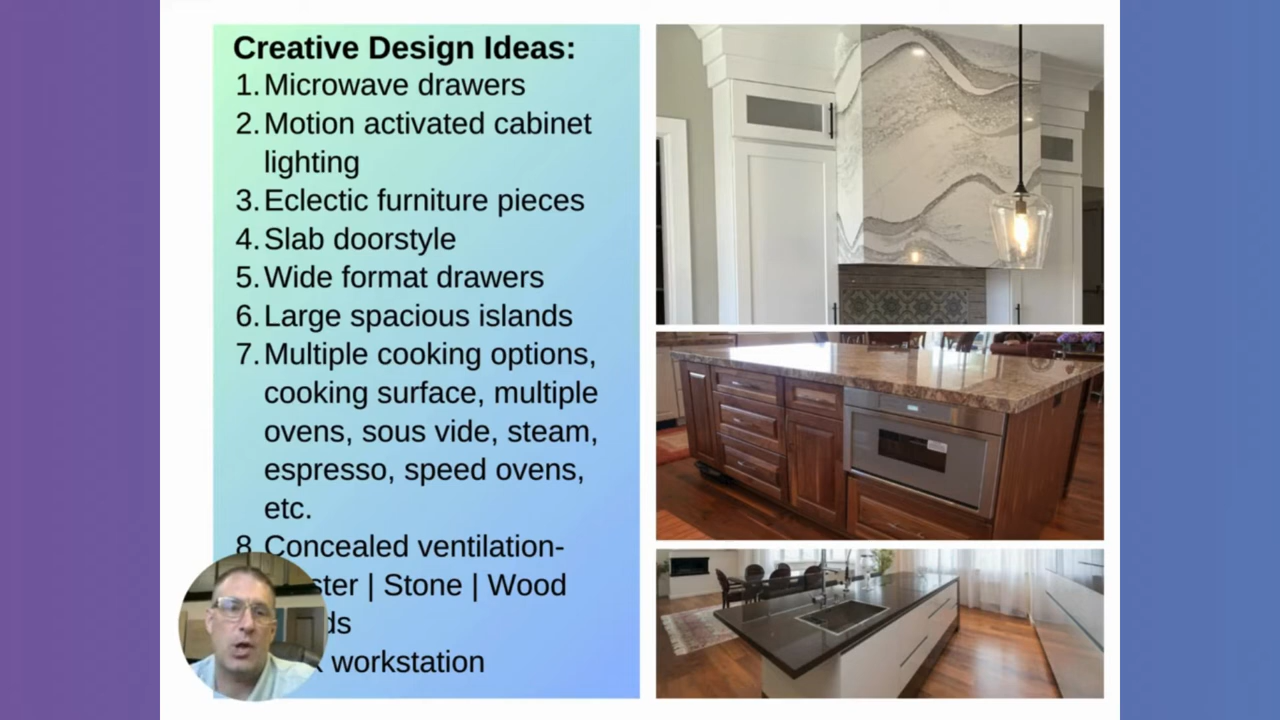 Creative Design Ideas:
1. Microwave drawers
2. Motion activated cabinet
lighting
3. Eclectic furniture pieces
4. Slab doorstyle
5. Wide format drawers
6. Large spacious islands
7. Multiple cooking options,
cooking surface, multiple
ovens, sous vide, steam,
espresso, speed ovens,
etc.
8 Concealed ventilation-
| Stone | Wood
workstation